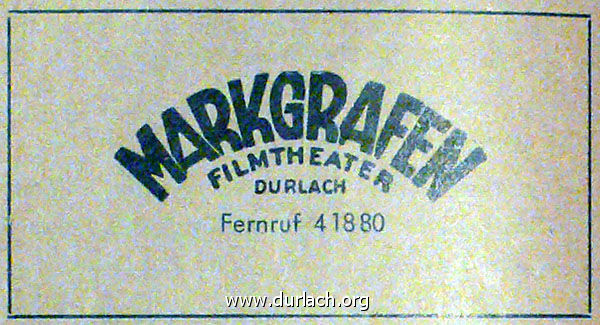 MARKGRAFEN
FILMTHEATER
DURLACH
Fernruf 41880
www.durlach.org